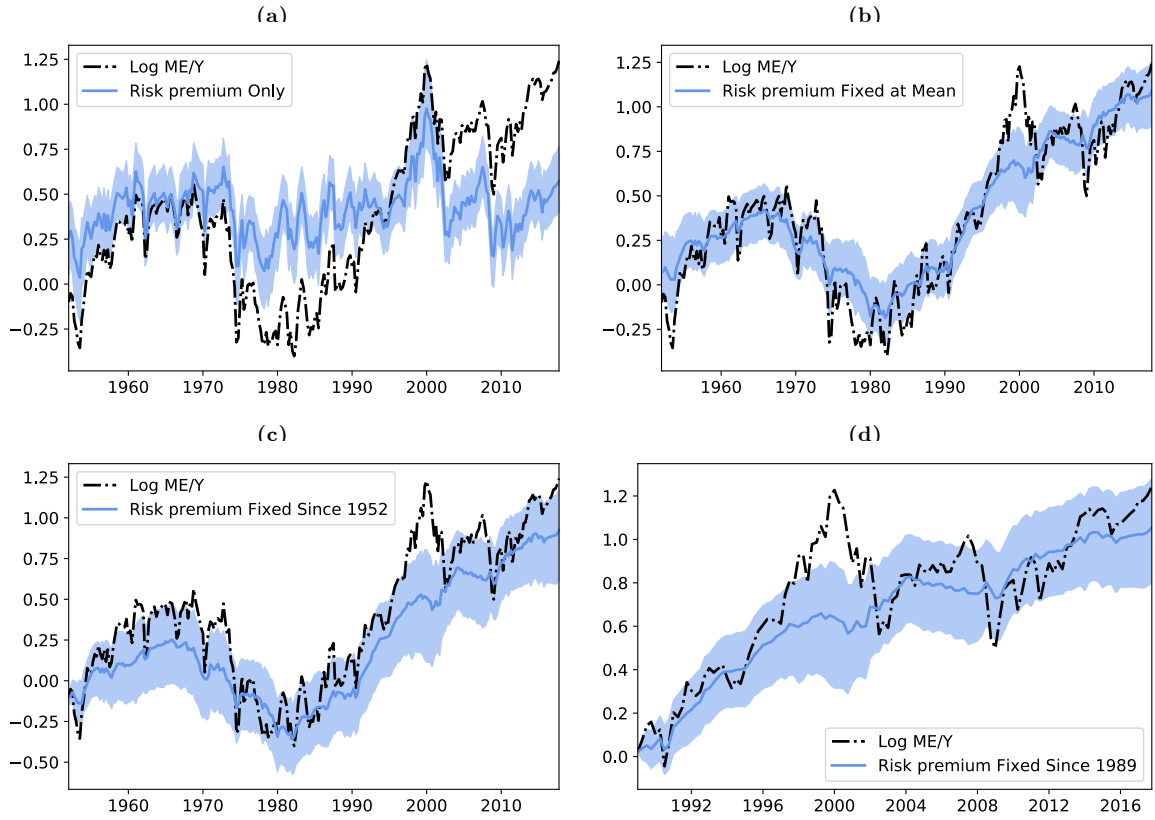 (a)
Log ME/Y
Risk premium Only
1.25
1.00
0.75
0.50
0.25
0.00
−0.25
1960 1970 1980 1990 2000 2010
(b)
Log ME/Y
Risk premium Fixed at Mean
1.25
1.00
0.75
0.50
0.25
0.00
−0.25
1960 1970 1980 1990 2000 2010
(c)
Log ME/Y
Risk premium Fixed Since 1952
1.25
1.00
0.75
0.50
0.25
0.00
−0.25
−0.50
1960 1970 1980 1990 2000 2010
(d)
1.2
1.0
0.8
0.6
0.4
0.2
0.0
Log ME/Y
Risk premium Fixed Since 1989
1992 1996 2000 2004 2008 2012 2016